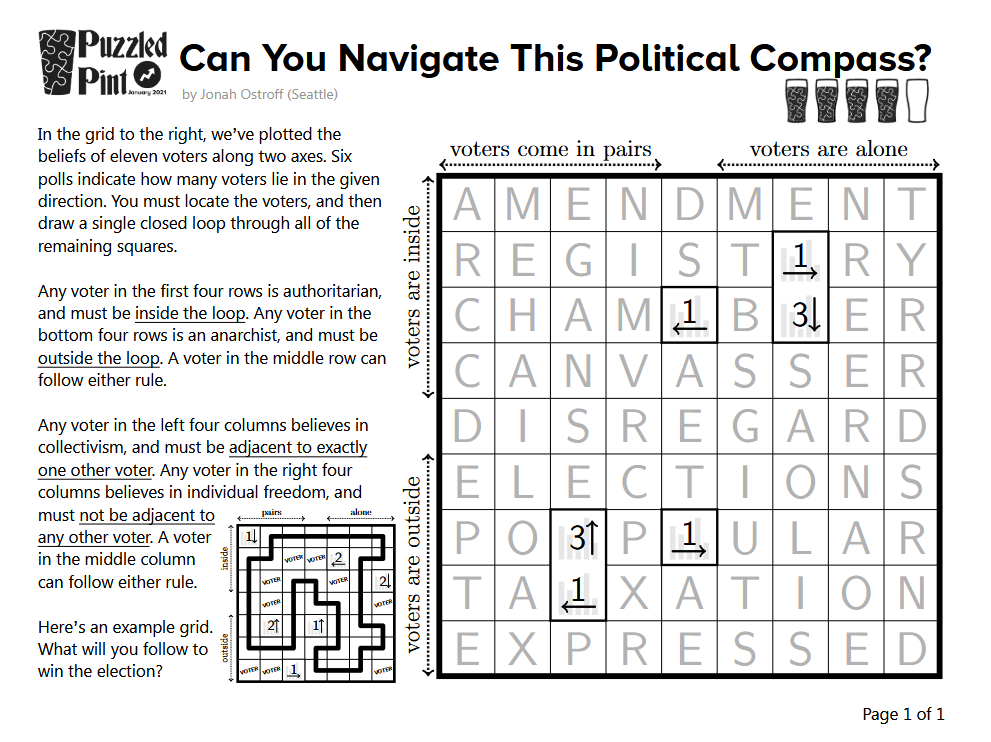 Puzzled
Pint
January 2021
Can You Navigate This Political Compass?
by Jonah Ostroff (Seattle)
In the grid to the right, we've plotted the
beliefs of eleven voters along two axes. Six
polls indicate how many voters lie in the given
direction. You must locate the voters, and then
draw a single closed loop through all of the
remaining squares.
Any voter in the first four rows is authoritarian,
and must be inside the loop. Any voter in the
bottom four rows is an anarchist, and must be
outside the loop. A voter in the middle row can
follow either rule.
Any voter in the left four columns believes in
collectivism, and must be adjacent to exactly
one other voter. Any voter in the right four
columns believes in individual freedom, and
must not be adjacent to
any other voter. A voter
in the middle column
can follow either rule.
Here's an example grid.
What will you follow to
win the election?
pairs alone
inside
outside
1↓
VOTER VOTER 2←
VOTER VOTER 2↓
VOTER VOTER
2↑ 1↑
VOTER VOTER 1→ VOTER
voters come in pairs voters are alone
voters are inside
voters are outside
A M E N D M E N T
R E G I S T 1→ R Y
C H A M 1← B 3↓ E R
C A N V A S S E R
D I S R E G A R D
E L E C T I O N S
P O 3↑ P 1→ U L A R
T A 1← X A T I O N
E X P R E S S E D
Page 1 of 1